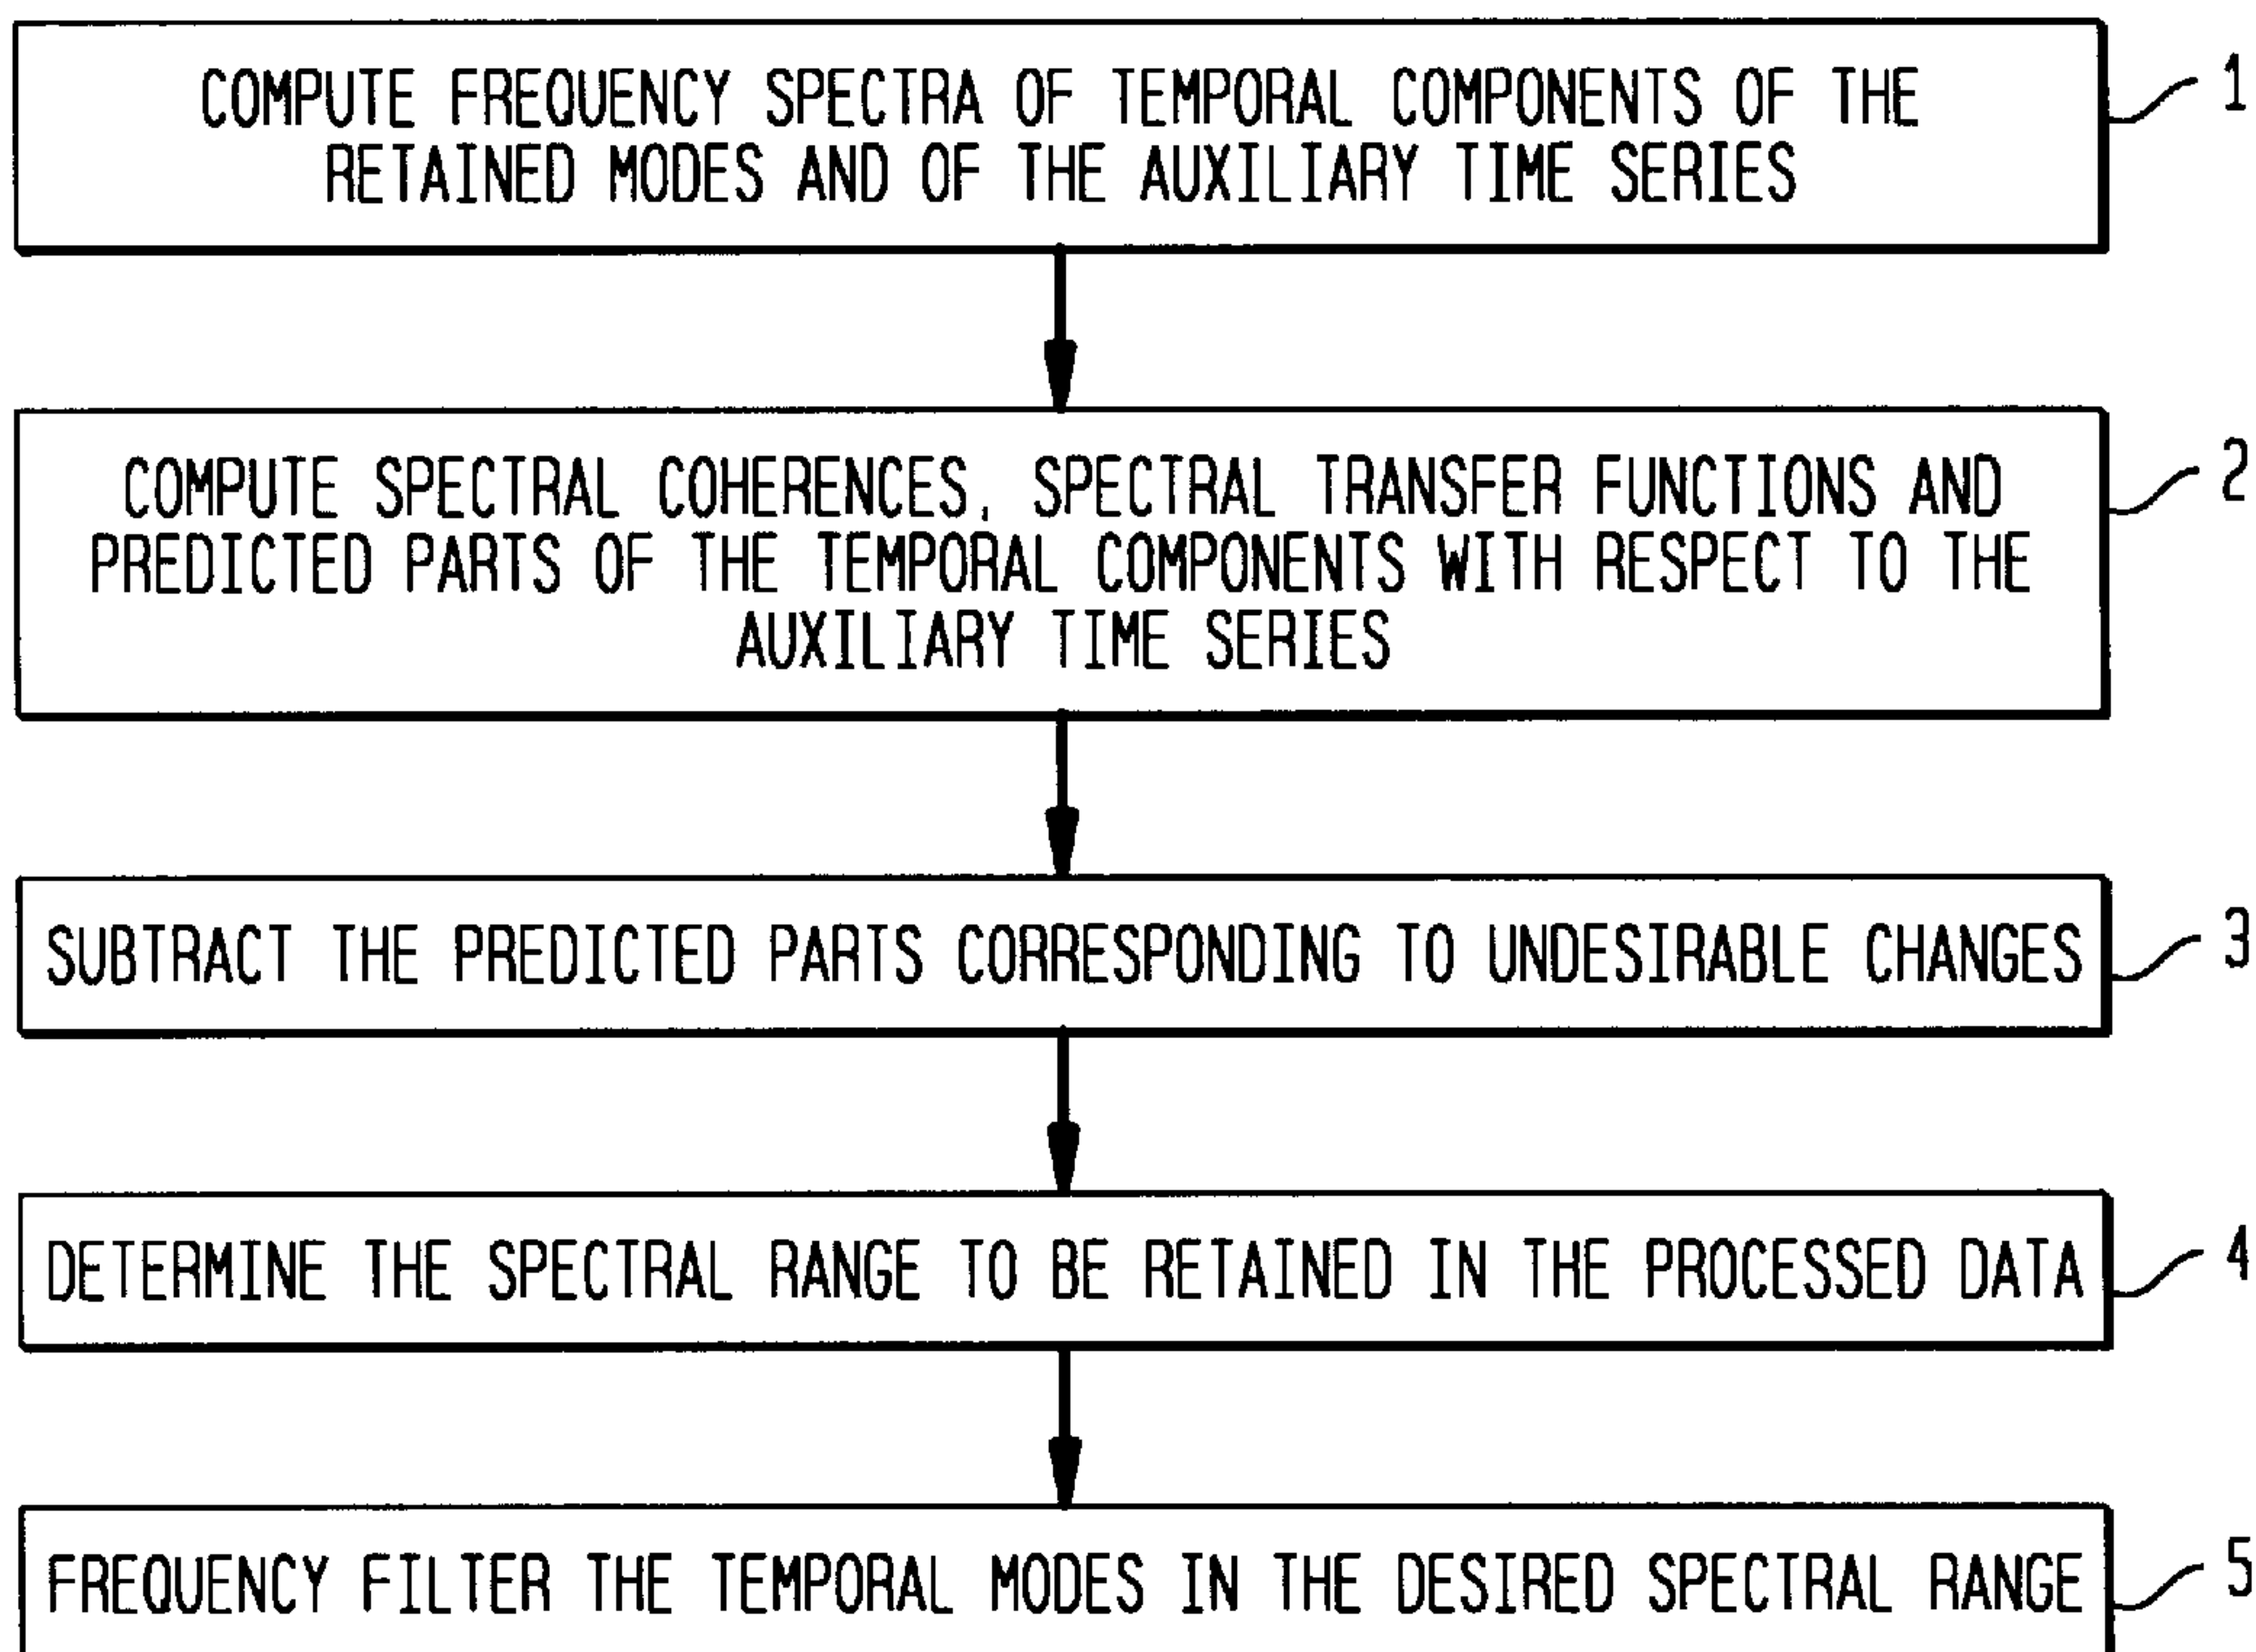 COMPUTE FREQUENCY SPECTRA OF TEMPORAL COMPONENTS OF THE
RETAINED MODES AND OF THE AUXILIARY TIME SERIES
1
COMPUTE SPECTRAL COHERENCES, SPECTRAL TRANSFER FUNCTIONS AND
PREDICTED PARTS OF THE TEMPORAL COMPONENTS WITH RESPECT TO THE
AUXILIARY TIME SERIES
2
SUBTRACT THE PREDICTED PARTS CORRESPONDING TO UNDESIRABLE CHANGES
3
DETERMINE THE SPECTRAL RANGE TO BE RETAINED IN THE PROCESSED DATA
4
FREQUENCY FILTER THE TEMPORAL MODES IN THE DESIRED SPECTRAL RANGE
5